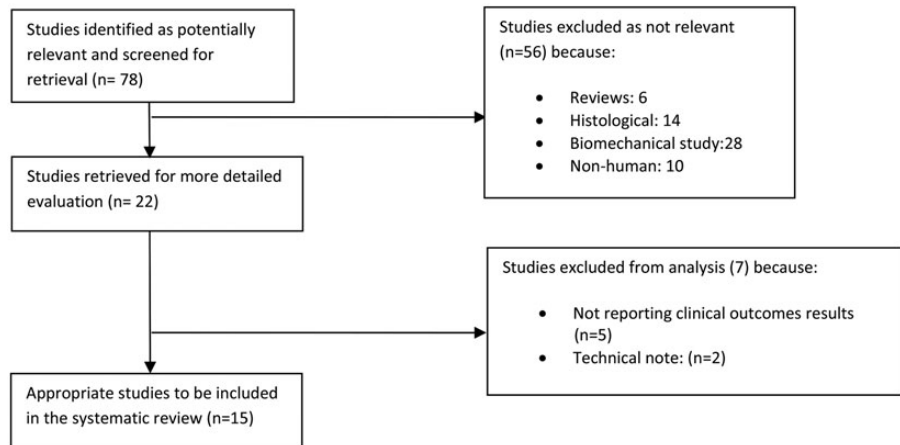 Studies identified as potentially
relevant and screened for
retrieval (n= 78)
Studies excluded as not relevant
(n=56) because:
• Reviews: 6
• Histological: 14
• Biomechanical study:28
• Non-human: 10
Studies retrieved for more detailed
evaluation (n= 22)
Studies excluded from analysis (7) because:
• Not reporting clinical outcomes results
(n=5)
• Technical note: (n=2)
Appropriate studies to be included
in the systematic review (n=15)